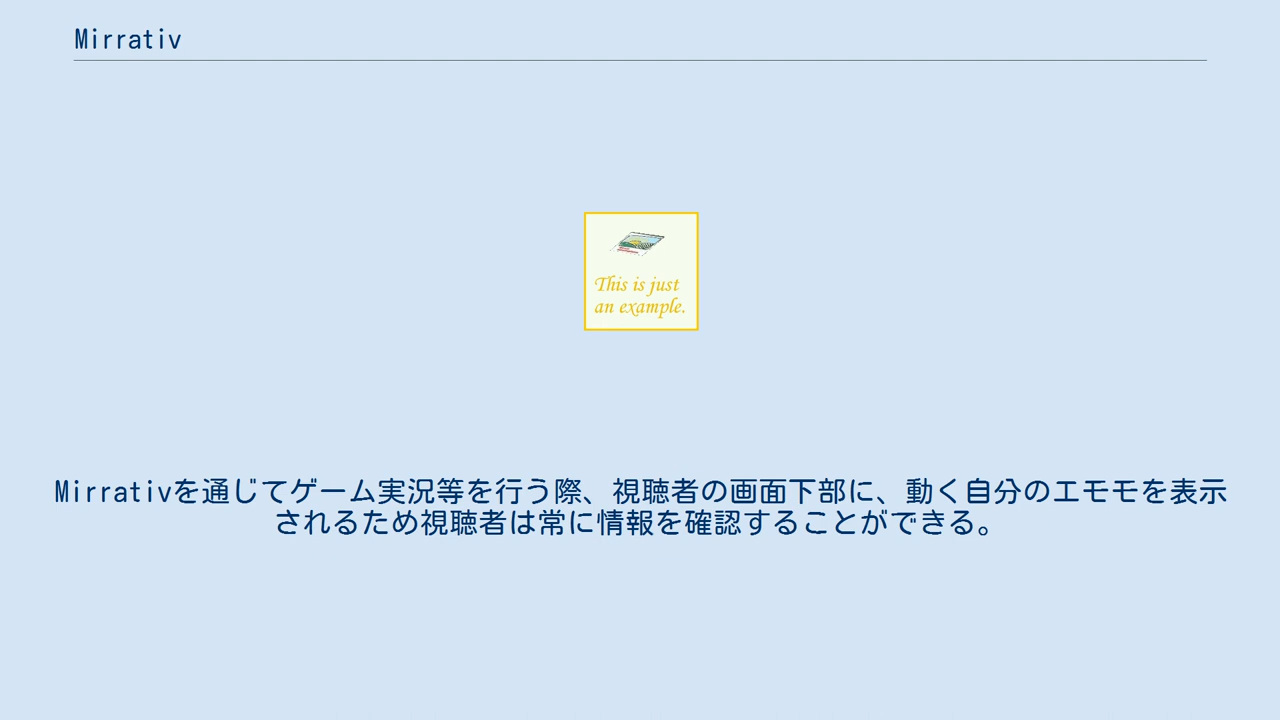 Mirrativ
This is just
an example.
Mirrativを通じてゲーム実況等を行う際、視聴者の画面下部に、動く自分のエモモを表示
されるため視聴者は常に情報を確認することができる。